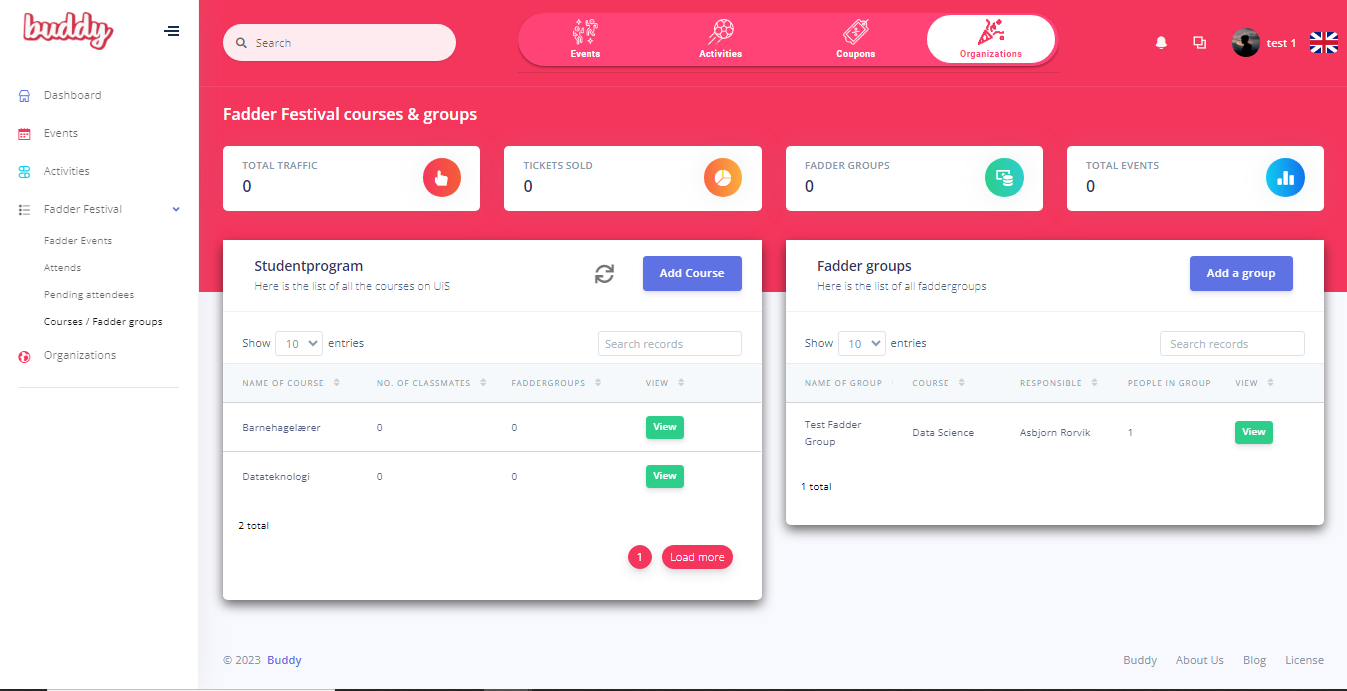 buddy
Search
Events
Activities
Coupons
Organizations
test 1
Dashboard
Events
Activities
Fadder Festival
Fadder Events
Attends
Pending attendees
Courses / Fadder groups
Organizations
Fadder Festival courses & groups
TOTAL TRAFFIC
0
TICKETS SOLD
0
FADDER GROUPS
0
TOTAL EVENTS
0
Studentprogram
Here is the list of all the courses on UiS
Add Course
Show 10 entries
Search records
NAME OF COURSE NO. OF CLASSMATES FADDERGROUPS VIEW
Barnehagelærer 0 0 View
Datateknologi 0 0 View
2 total
1 Load more
Fadder groups
Here is the list of all faddergroups
Add a group
Show 10 entries
Search records
NAME OF GROUP COURSE RESPONSIBLE PEOPLE IN GROUP VIEW
Test Fadder
Group
Data Science Asbjorn Rorvik 1 View
1 total
© 2023 Buddy
Buddy About Us Blog License